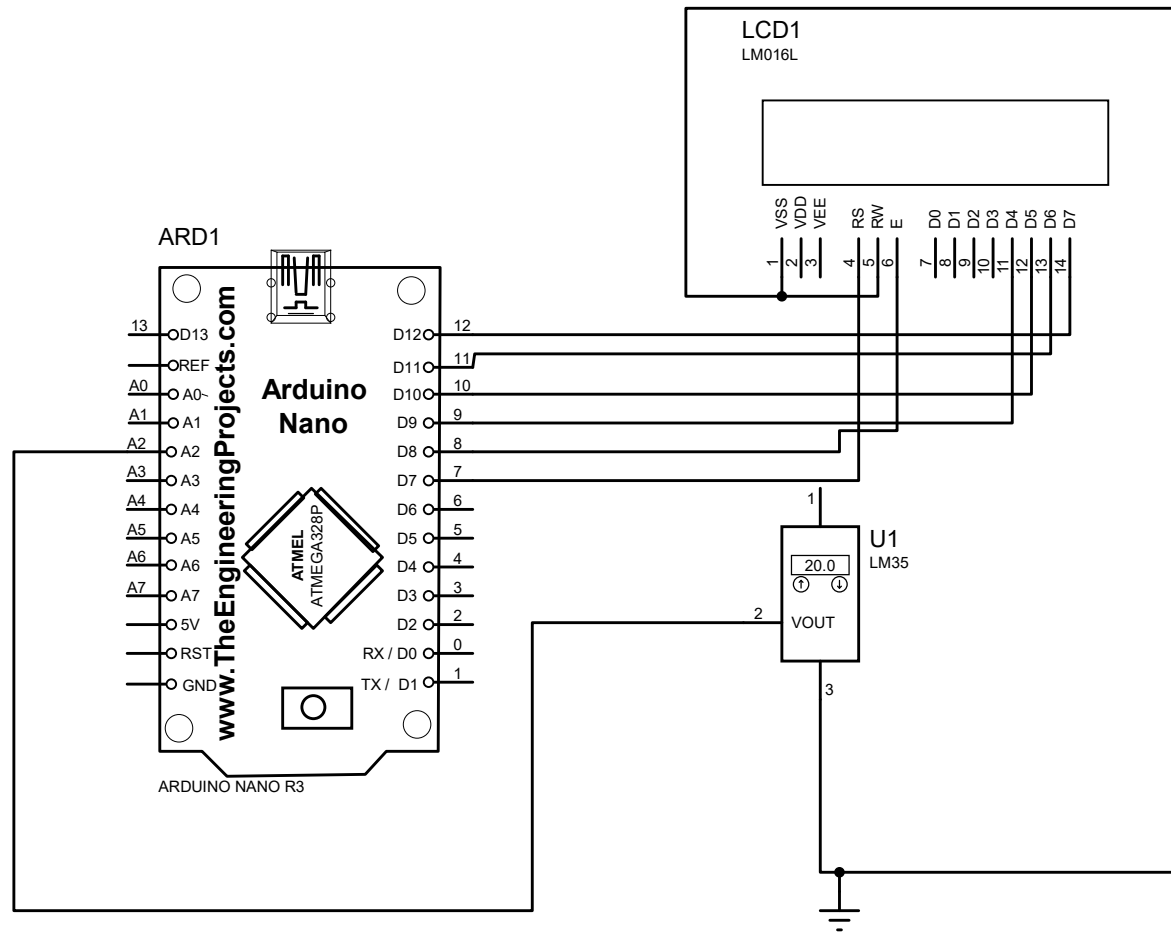 LCD1
LM016L
VSS
VDD
VEE
RS
RW
E
D0
D1
D2
D3
D4
D5
D6
D7
1
2
3
4
5
6
7
8
9
10
11
12
13
14
ARD1
www.TheEngineeringProjects.com
Arduino
Nano
ATMEL
ATMEGA328P
13 D13
REF
A0 A0~
A1 A1
A2 A2
A3 A3
A4 A4
A5 A5
A6 A6
A7 A7
5V
RST
GND
D12 12
D11 11
D10 10
D9 9
D8 8
D7 7
D6 6
D5 5
D4 4
D3 3
D2 2
RX / D0 0
TX / D1 1
ARDUINO NANO R3
1
U1
LM35
20.0
2 VOUT
3